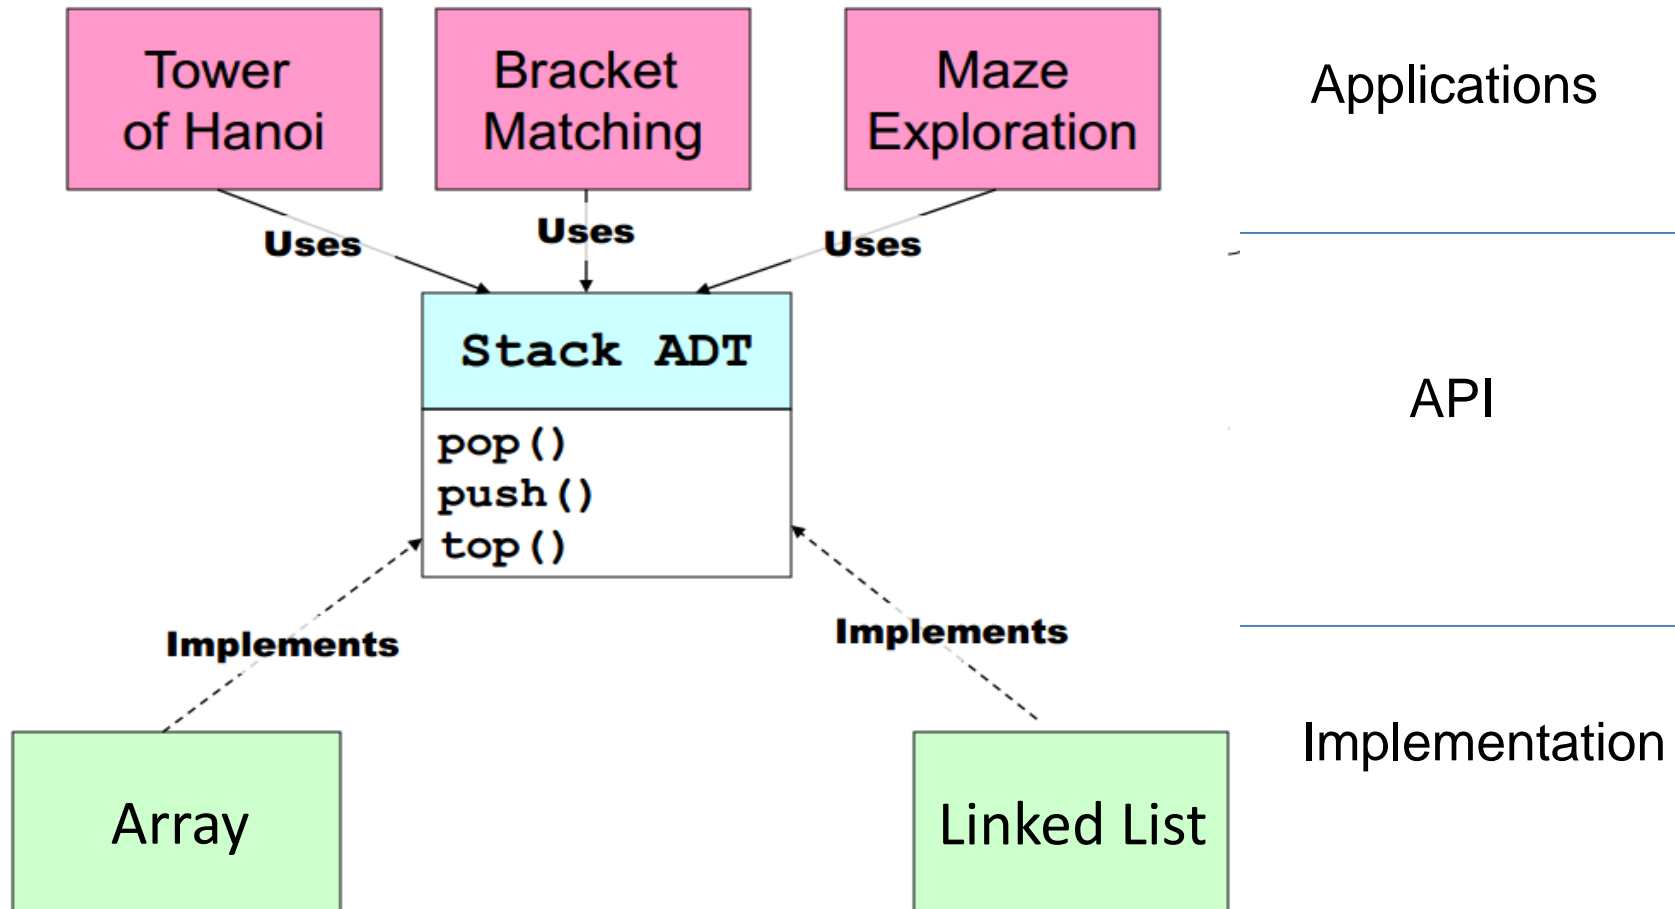 Tower
of Hanoi
Bracket
Matching
Maze
Exploration
Applications
Uses
Uses
Uses
Stack ADT
API
pop()
push()
top()
Implements
Implements
Implementation
Array
Linked List